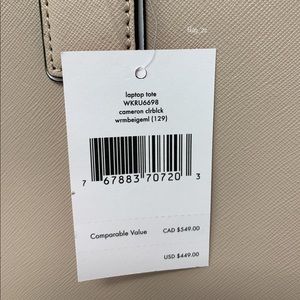 laptop tote
WKRU6698
cameron clrblck
wrmbeigeml (129)
7 67883 70720 3
Comparable Value CAD $549.00
USD $449.00